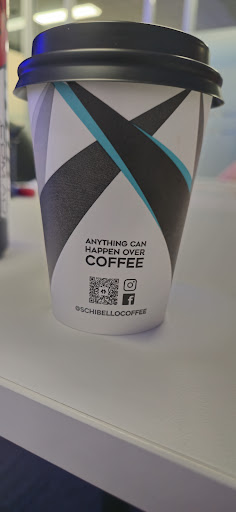 ANYTHING CAN
HAPPEN OVER
COFFEE
@SCHIBELLOCOFFEE